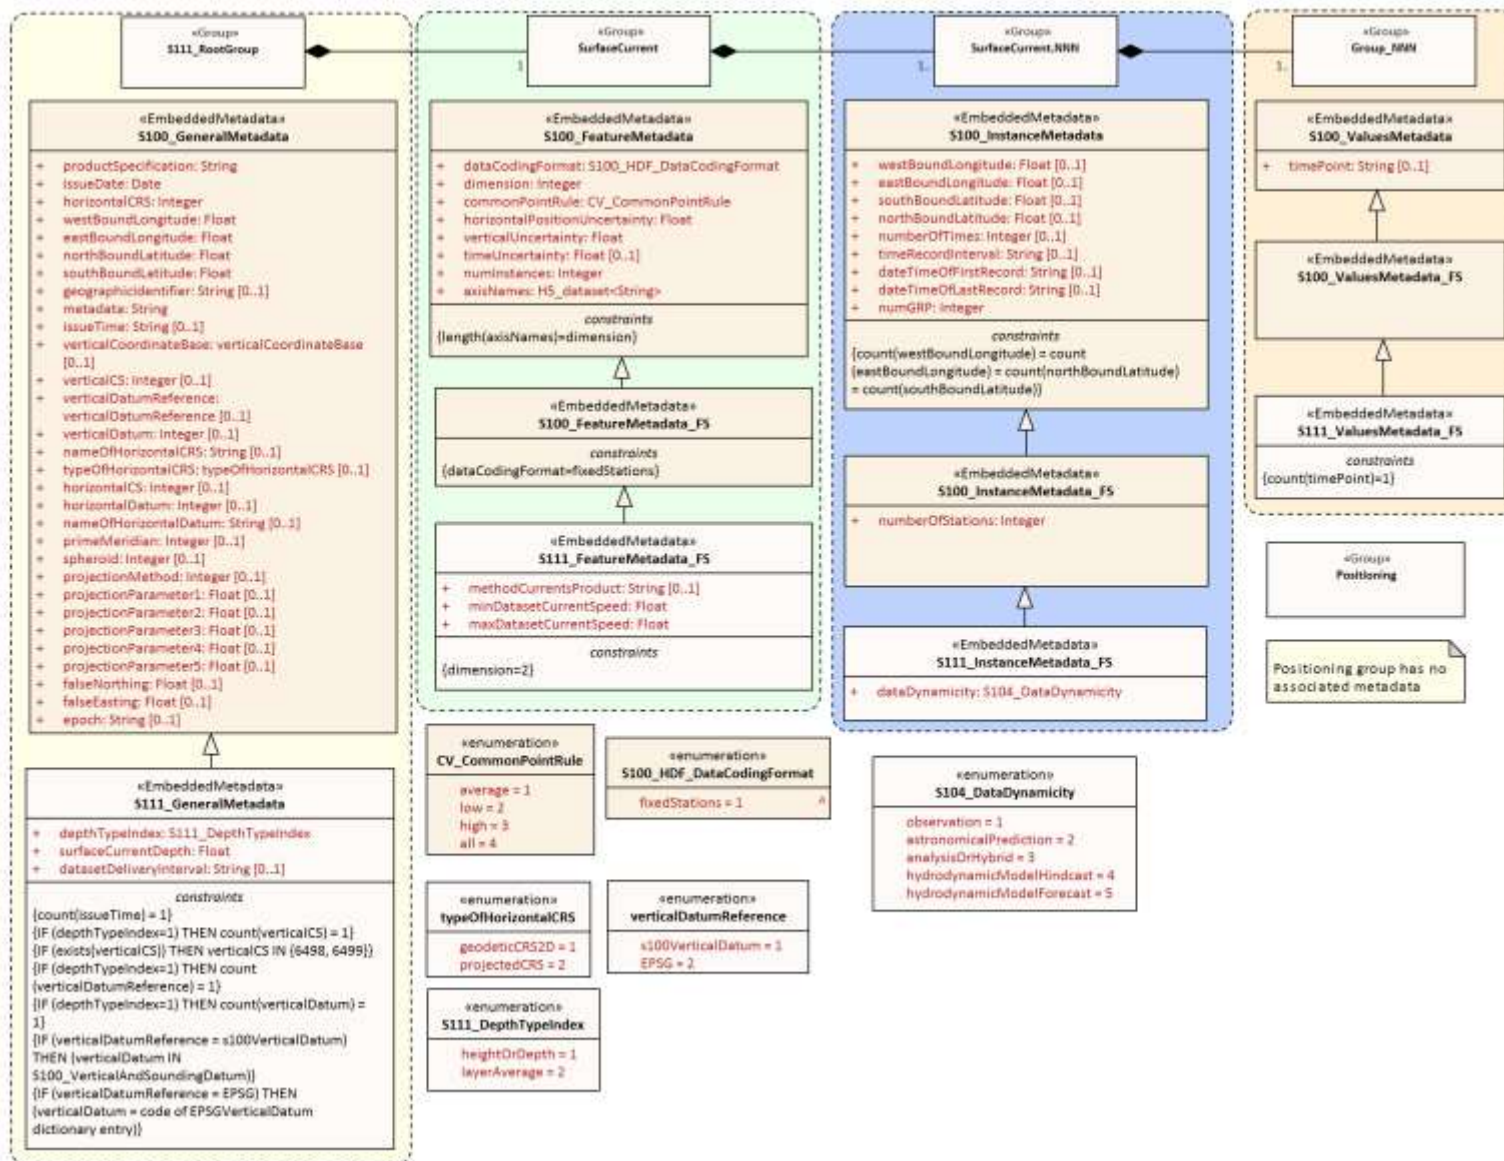 «Group»
S111_RootGroup
«Group»
SurfaceCurrent
1
«Group»
SurfaceCurrent.NNN
1..
«Group»
Group_NNN
1..
«EmbeddedMetadata»
S100_GeneralMetadata
+ productSpecification: String
+ issueDate: Date
+ horizontalCRS: Integer
+ westBoundLongitude: Float
+ eastBoundLongitude: Float
+ northBoundLatitude: Float
+ southBoundLatitude: Float
+ geographicIdentifier: String [0..1]
+ metadata: String
+ issueTime: String [0..1]
+ verticalCoordinateBase: verticalCoordinateBase
[0..1]
+ verticalCS: Integer [0..1]
+ verticalDatumReference:
verticalDatumReference [0..1]
+ verticalDatum: Integer [0..1]
+ nameOfHorizontalCRS: String [0..1]
+ typeOfHorizontalCRS: typeOfHorizontalCRS [0..1]
+ horizontalCS: Integer [0..1]
+ horizontalDatum: Integer [0..1]
+ nameOfHorizontalDatum: String [0..1]
+ primeMeridian: Integer [0..1]
+ spheroid: Integer [0..1]
+ projectionMethod: Integer [0..1]
+ projectionParameter1: Float [0..1]
+ projectionParameter2: Float [0..1]
+ projectionParameter3: Float [0..1]
+ projectionParameter4: Float [0..1]
+ projectionParameter5: Float [0..1]
+ falseNorthing: Float [0..1]
+ falseEasting: Float [0..1]
+ epoch: String [0..1]
«EmbeddedMetadata»
S111_GeneralMetadata
+ depthTypeIndex: S111_DepthTypeIndex
+ surfaceCurrentDepth: Float
+ datasetDeliveryInterval: String [0..1]
constraints
{count(issueTime) = 1}
{IF (depthTypeIndex=1) THEN count(verticalCS) = 1}
{IF (exists(verticalCS)) THEN verticalCS IN {6498, 6499}}
{IF (depthTypeIndex=1) THEN count
(verticalDatumReference) = 1}
{IF (depthTypeIndex=1) THEN count(verticalDatum) =
1}
{IF (verticalDatumReference = s100VerticalDatum)
THEN (verticalDatum IN
S100_VerticalAndSoundingDatum)}
{IF (verticalDatumReference = EPSG) THEN
(verticalDatum = code of EPSGVerticalDatum
dictionary entry)}
«EmbeddedMetadata»
S100_FeatureMetadata
+ dataCodingFormat: S100_HDF_DataCodingFormat
+ dimension: Integer
+ commonPointRule: CV_CommonPointRule
+ horizontalPositionUncertainty: Float
+ verticalUncertainty: Float
+ timeUncertainty: Float [0..1]
+ numInstances: Integer
+ axisNames: H5_dataset<String>
constraints
{length(axisNames)=dimension}
«EmbeddedMetadata»
S100_FeatureMetadata_FS
constraints
{dataCodingFormat=fixedStations}
«EmbeddedMetadata»
S111_FeatureMetadata_FS
+ methodCurrentsProduct: String [0..1]
+ minDatasetCurrentSpeed: Float
+ maxDatasetCurrentSpeed: Float
constraints
{dimension=2}
«enumeration»
CV_CommonPointRule
average = 1
low = 2
high = 3
all = 4
«enumeration»
S100_HDF_DataCodingFormat
fixedStations = 1
«enumeration»
typeOfHorizontalCRS
geodeticCRS2D = 1
projectedCRS = 2
«enumeration»
verticalDatumReference
s100VerticalDatum = 1
EPSG = 2
«enumeration»
S111_DepthTypeIndex
heightOrDepth = 1
layerAverage = 2
«EmbeddedMetadata»
S100_InstanceMetadata
+ westBoundLongitude: Float [0..1]
+ eastBoundLongitude: Float [0..1]
+ southBoundLatitude: Float [0..1]
+ northBoundLatitude: Float [0..1]
+ numberOfTimes: Integer [0..1]
+ timeRecordInterval: String [0..1]
+ dateTimeOfFirstRecord: String [0..1]
+ dateTimeOfLastRecord: String [0..1]
+ numGRP: Integer
constraints
{count(westBoundLongitude) = count
(eastBoundLongitude) = count(northBoundLatitude)
= count(southBoundLatitude)}
«EmbeddedMetadata»
S100_InstanceMetadata_FS
+ numberOfStations: Integer
«EmbeddedMetadata»
S111_InstanceMetadata_FS
+ dataDynamicity: S104_DataDynamicity
«enumeration»
S104_DataDynamicity
observation = 1
astronomicalPrediction = 2
analysisOrHybrid = 3
hydrodynamicModelHindcast = 4
hydrodynamicModelForecast = 5
«EmbeddedMetadata»
S100_ValuesMetadata
+ timePoint: String [0..1]
«EmbeddedMetadata»
S100_ValuesMetadata_FS
«EmbeddedMetadata»
S111_ValuesMetadata_FS
constraints
{count(timePoint)=1}
«Group»
Positioning
Positioning group has no
associated metadata